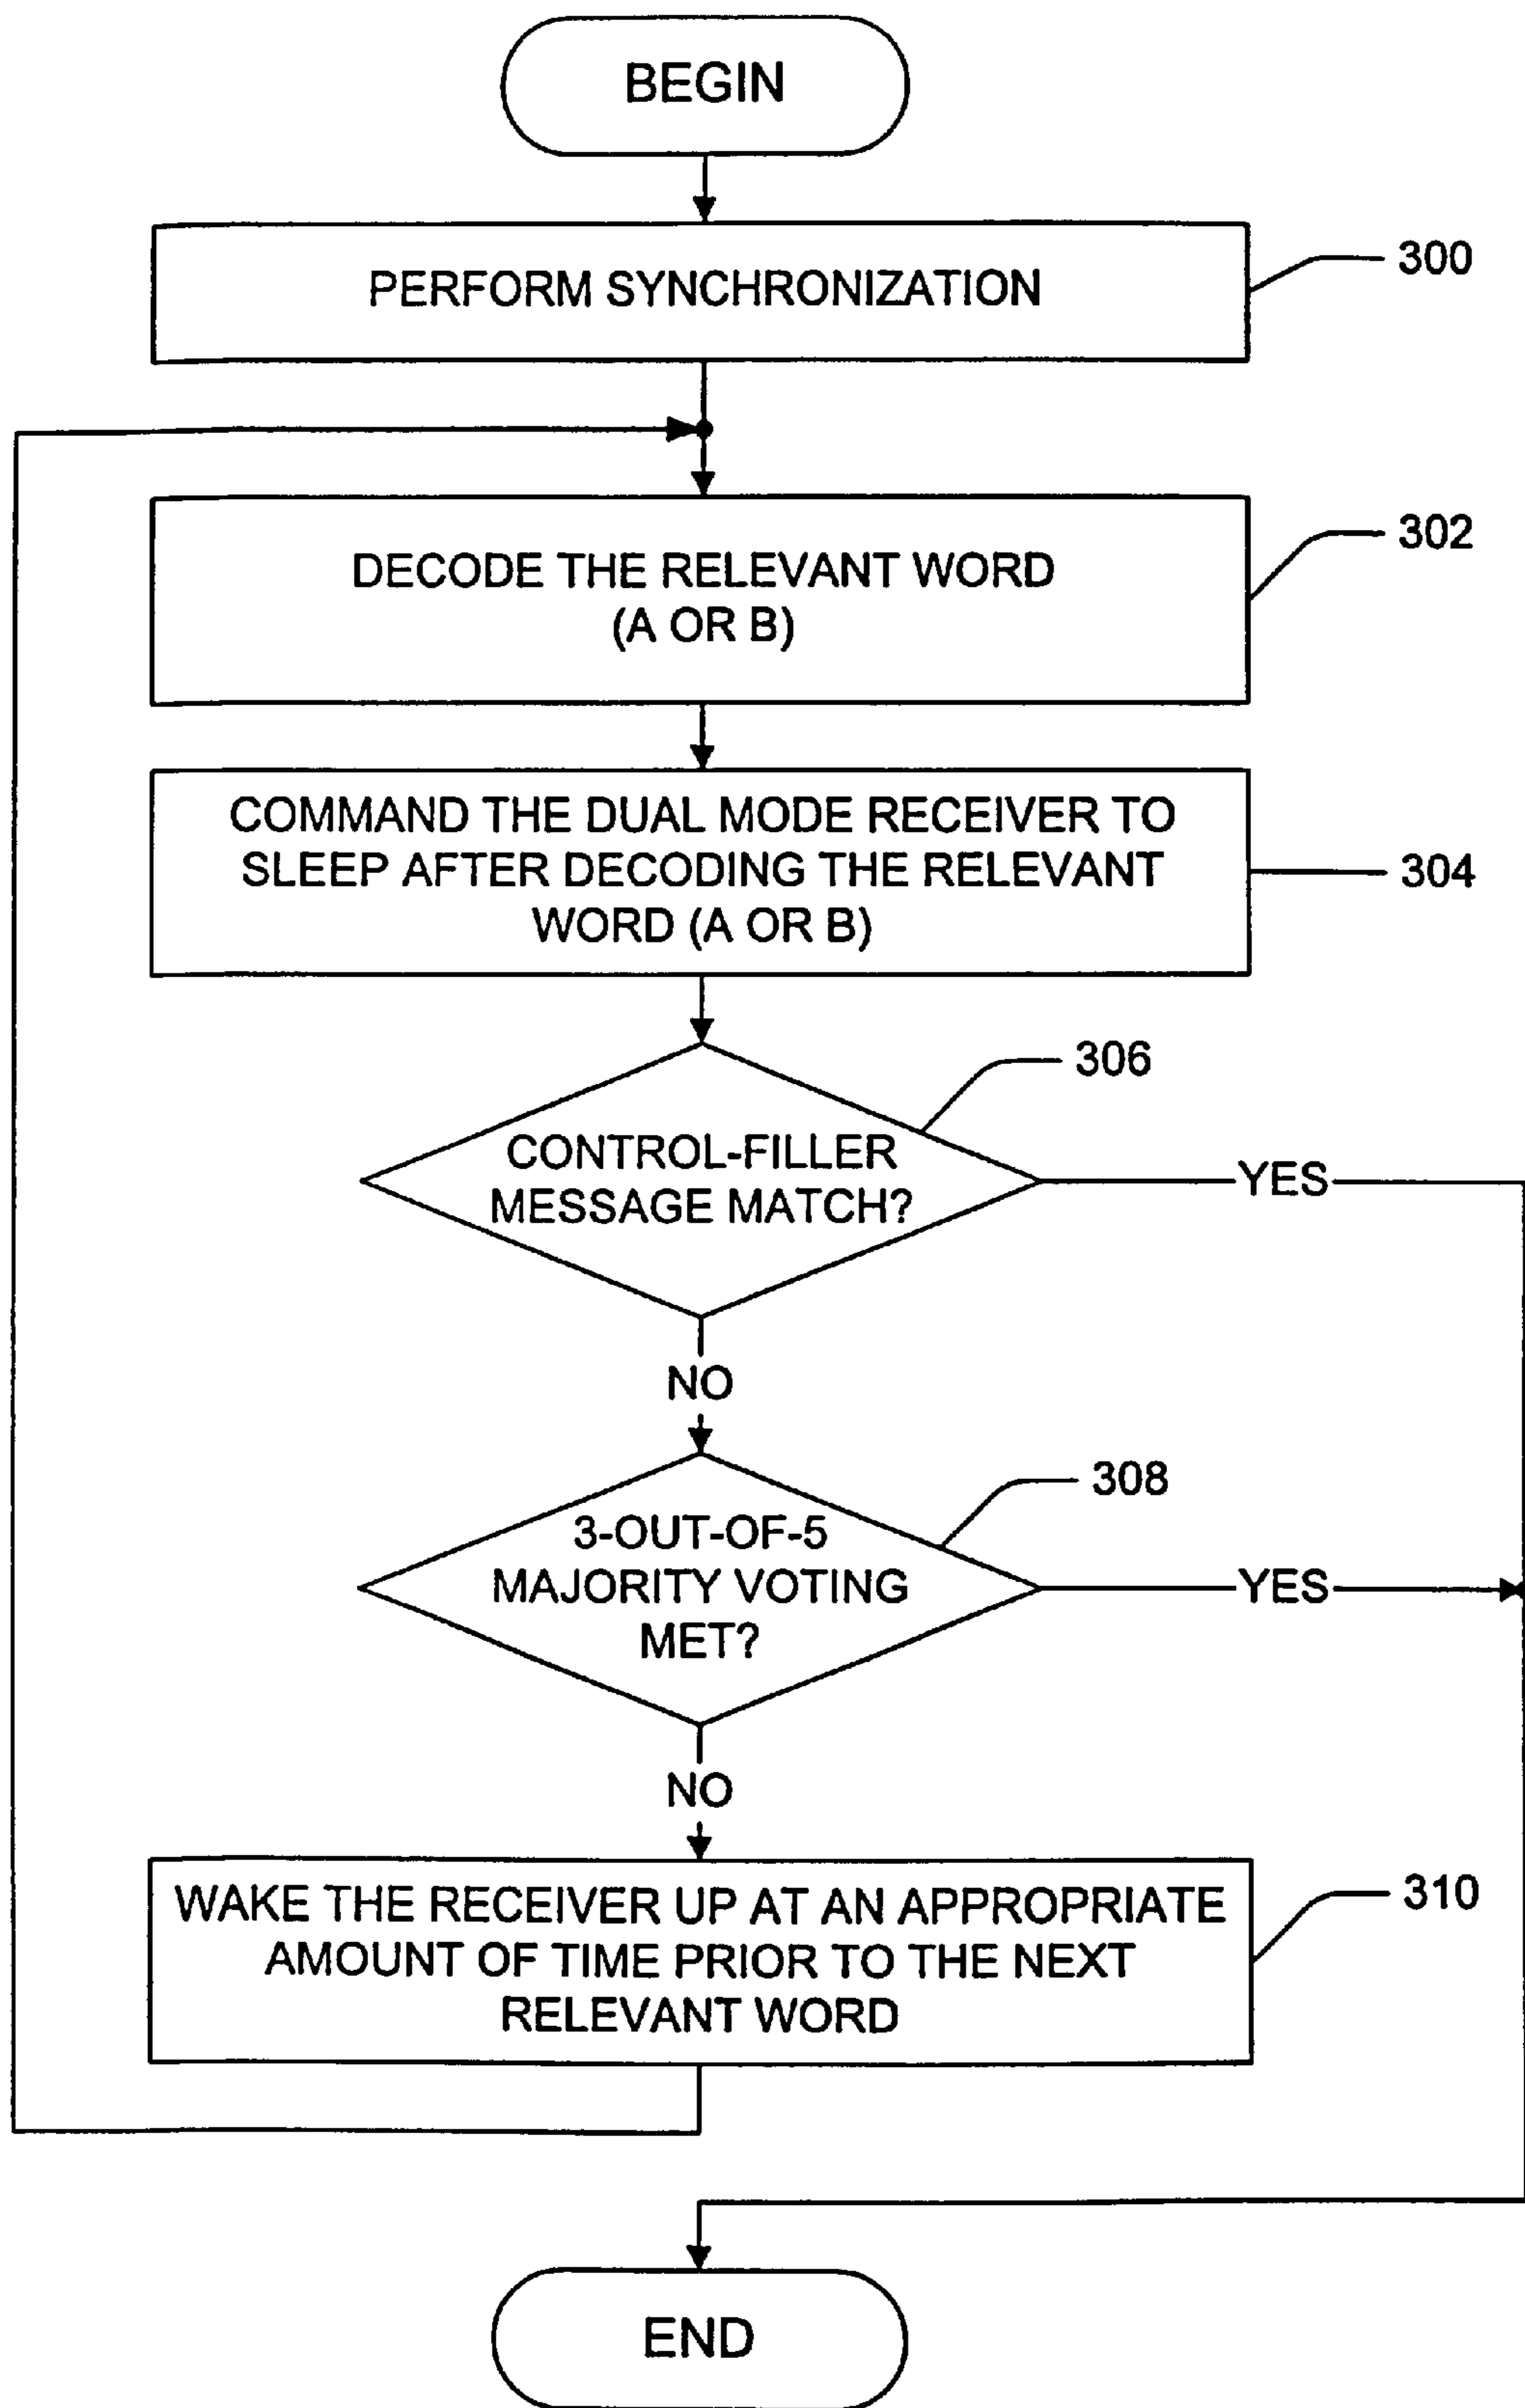 BEGIN
PERFORM SYNCHRONIZATION
300
DECODE THE RELEVANT WORD
(A OR B)
302
COMMAND THE DUAL MODE RECEIVER TO
SLEEP AFTER DECODING THE RELEVANT
WORD (A OR B)
304
306
CONTROL-FILLER
MESSAGE MATCH?
YES
NO
308
3-OUT-OF-5
MAJORITY VOTING
MET?
YES
NO
WAKE THE RECEIVER UP AT AN APPROPRIATE
AMOUNT OF TIME PRIOR TO THE NEXT
RELEVANT WORD
310
END